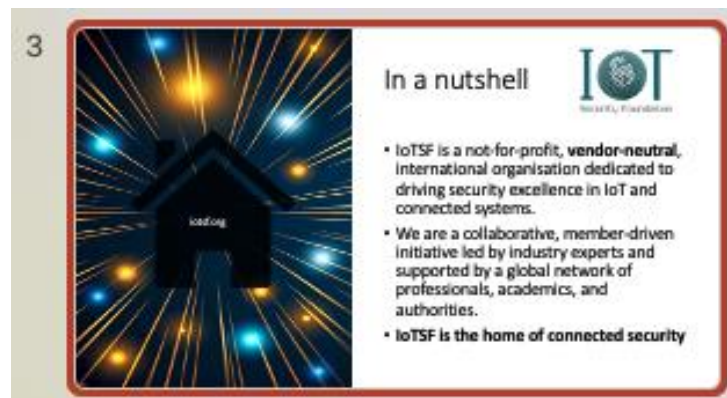 3
In a nutshell
IOT
Security Foundation
• IoTSF is a not-for-profit, vendor-neutral,
international organisation dedicated to
driving security excellence in IoT and
connected systems.
• We are a collaborative, member-driven
initiative led by industry experts and
supported by a global network of
professionals, academics, and
authorities.
• IoTSF is the home of connected security
iotsf.org